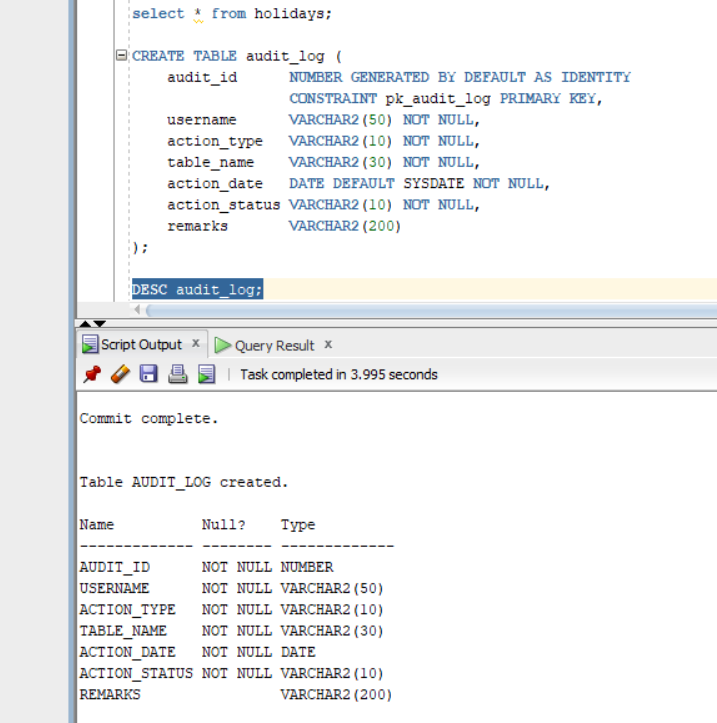 select * from holidays;
CREATE TABLE audit_log (
audit_id NUMBER GENERATED BY DEFAULT AS IDENTITY
CONSTRAINT pk_audit_log PRIMARY KEY,
username VARCHAR2(50) NOT NULL,
action_type VARCHAR2(10) NOT NULL,
table_name VARCHAR2(30) NOT NULL,
action_date DATE DEFAULT SYSDATE NOT NULL,
action_status VARCHAR2(10) NOT NULL,
remarks VARCHAR2(200)
);
DESC audit_log;
Script Output x Query Result x
Task completed in 3.995 seconds
Commit complete.
Table AUDIT_LOG created.
Name Null? Type
------------- -------- -------------
AUDIT_ID NOT NULL NUMBER
USERNAME NOT NULL VARCHAR2(50)
ACTION_TYPE NOT NULL VARCHAR2(10)
TABLE_NAME NOT NULL VARCHAR2(30)
ACTION_DATE NOT NULL DATE
ACTION_STATUS NOT NULL VARCHAR2(10)
REMARKS VARCHAR2(200)